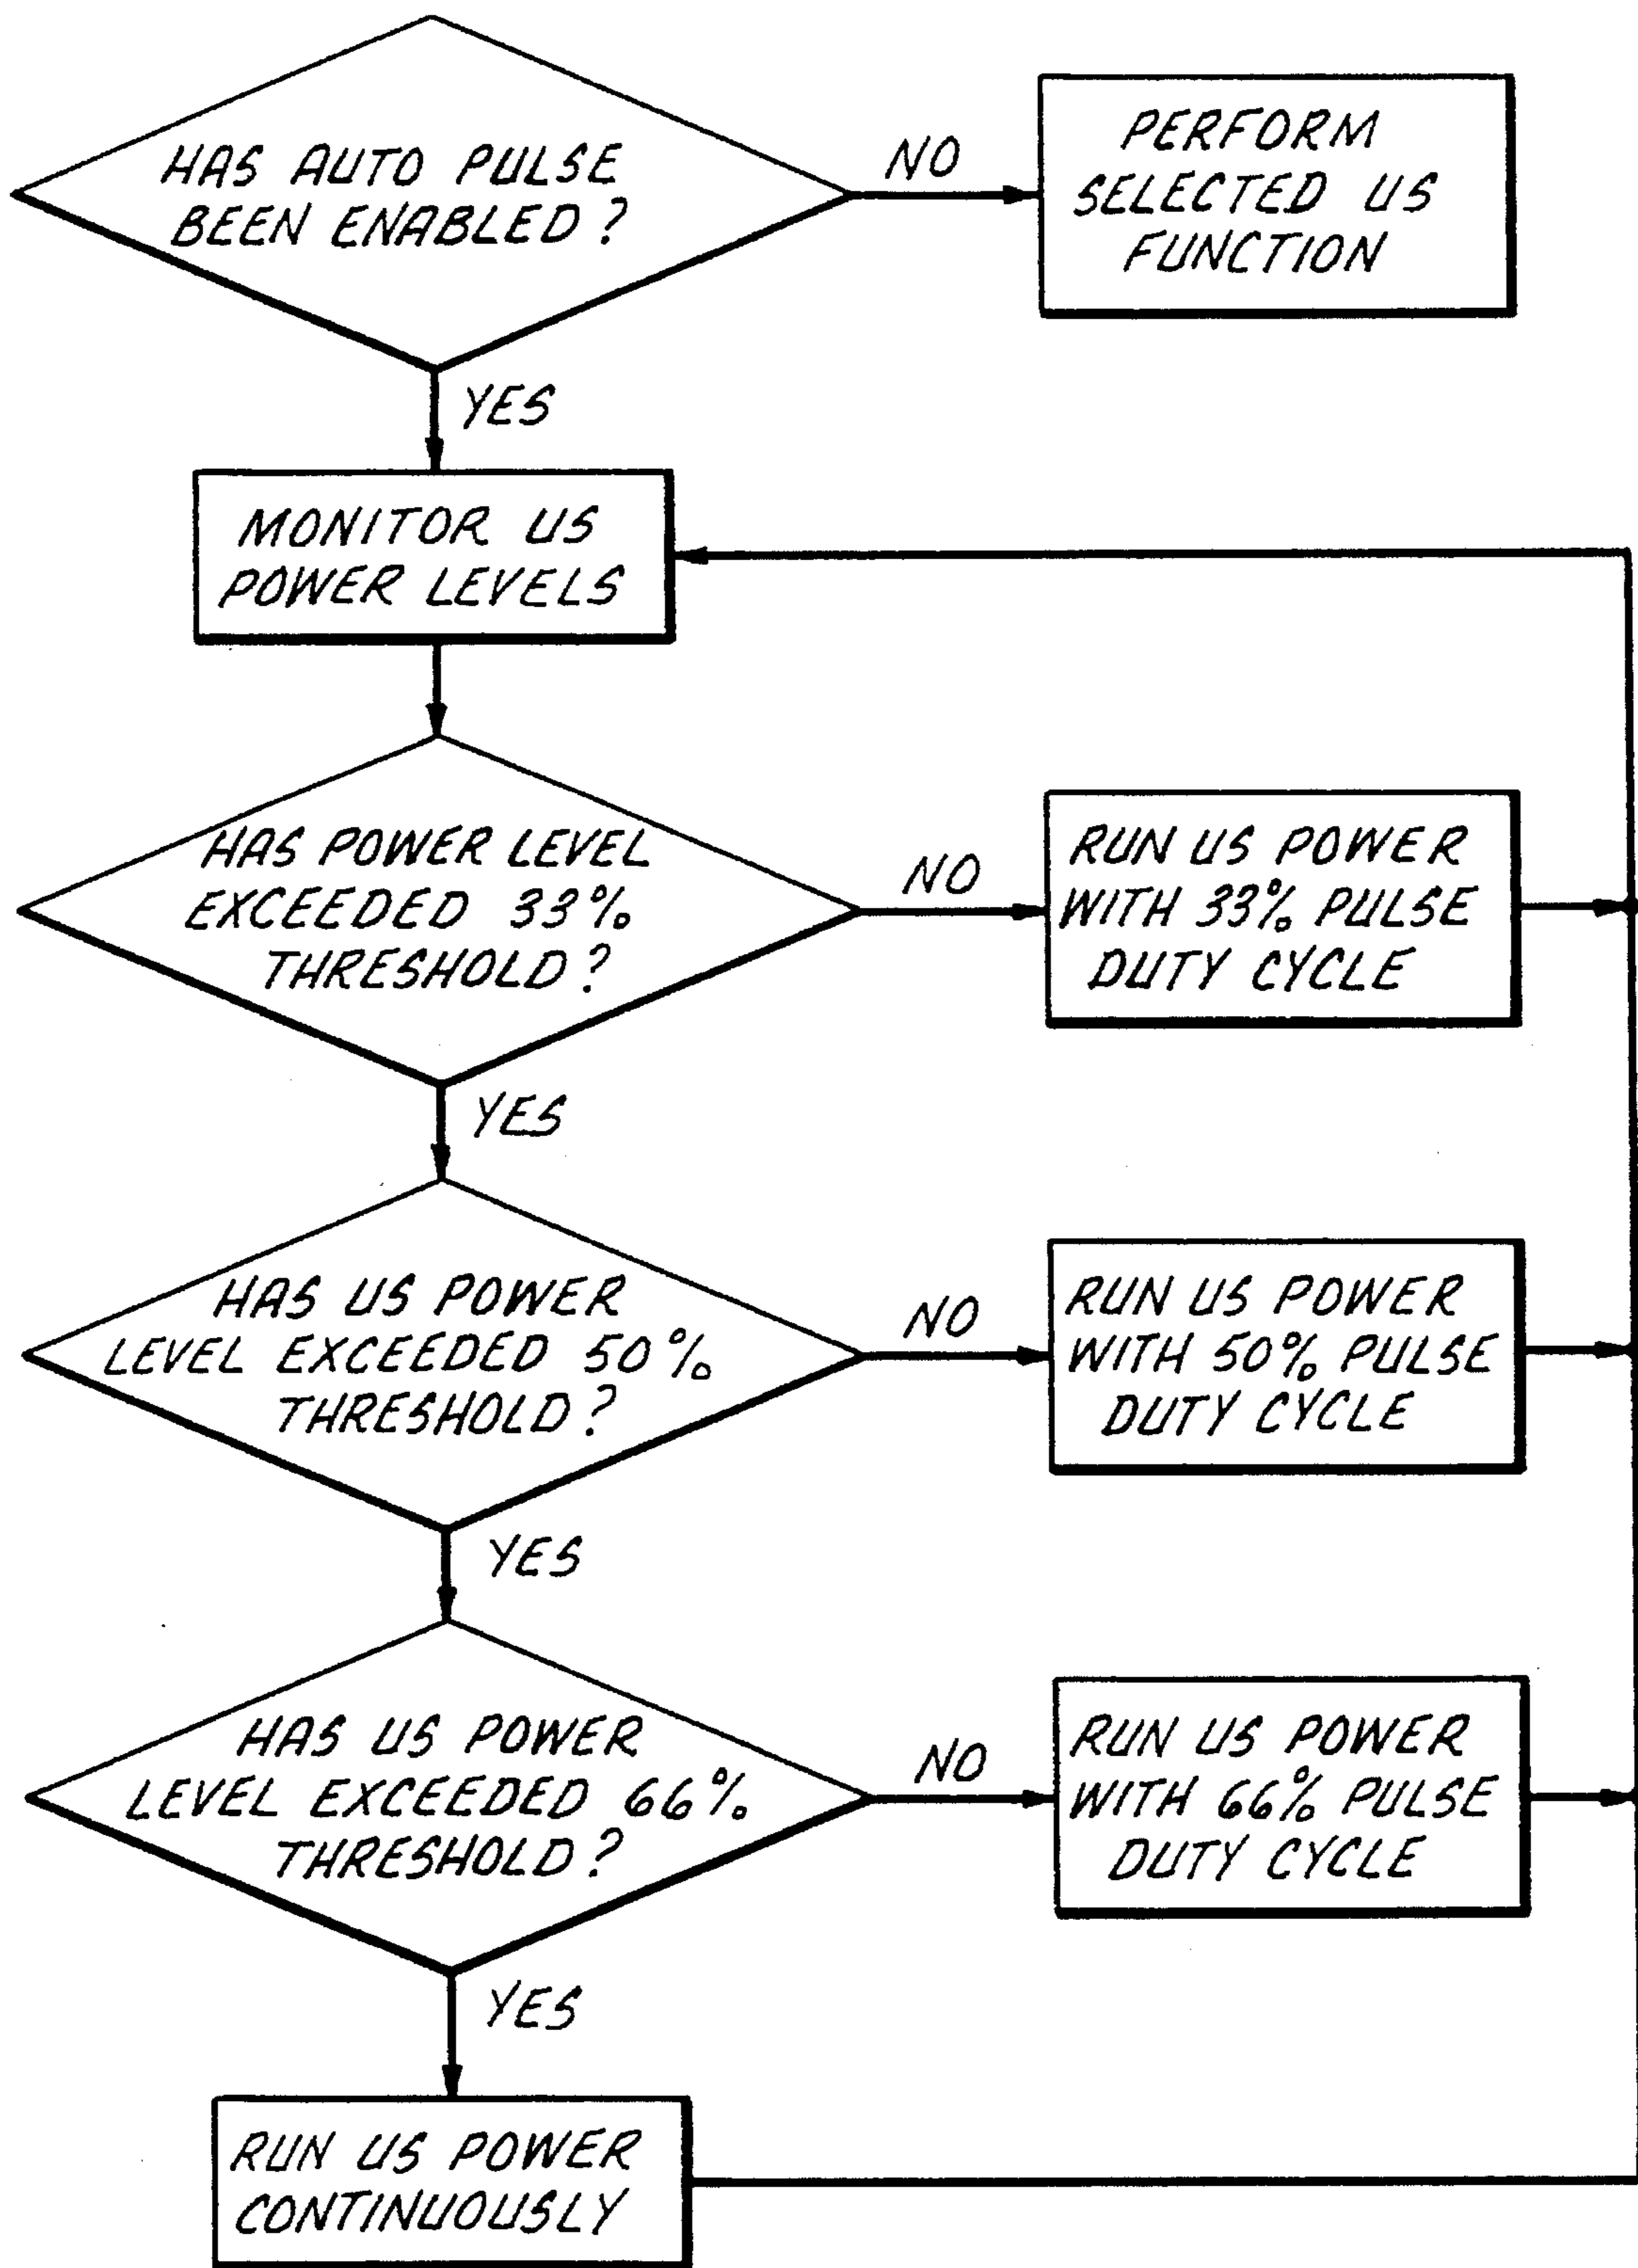 HAS AUTO PULSE
BEEN ENABLED?
NO
PERFORM
SELECTED US
FUNCTION
YES
MONITOR US
POWER LEVELS
HAS POWER LEVEL
EXCEEDED 33%
THRESHOLD?
NO
RUN US POWER
WITH 33% PULSE
DUTY CYCLE
YES
HAS US POWER
LEVEL EXCEEDED 50%
THRESHOLD?
NO
RUN US POWER
WITH 50% PULSE
DUTY CYCLE
YES
HAS US POWER
LEVEL EXCEEDED 66%
THRESHOLD?
NO
RUN US POWER
WITH 66% PULSE
DUTY CYCLE
YES
RUN US POWER
CONTINUOUSLY